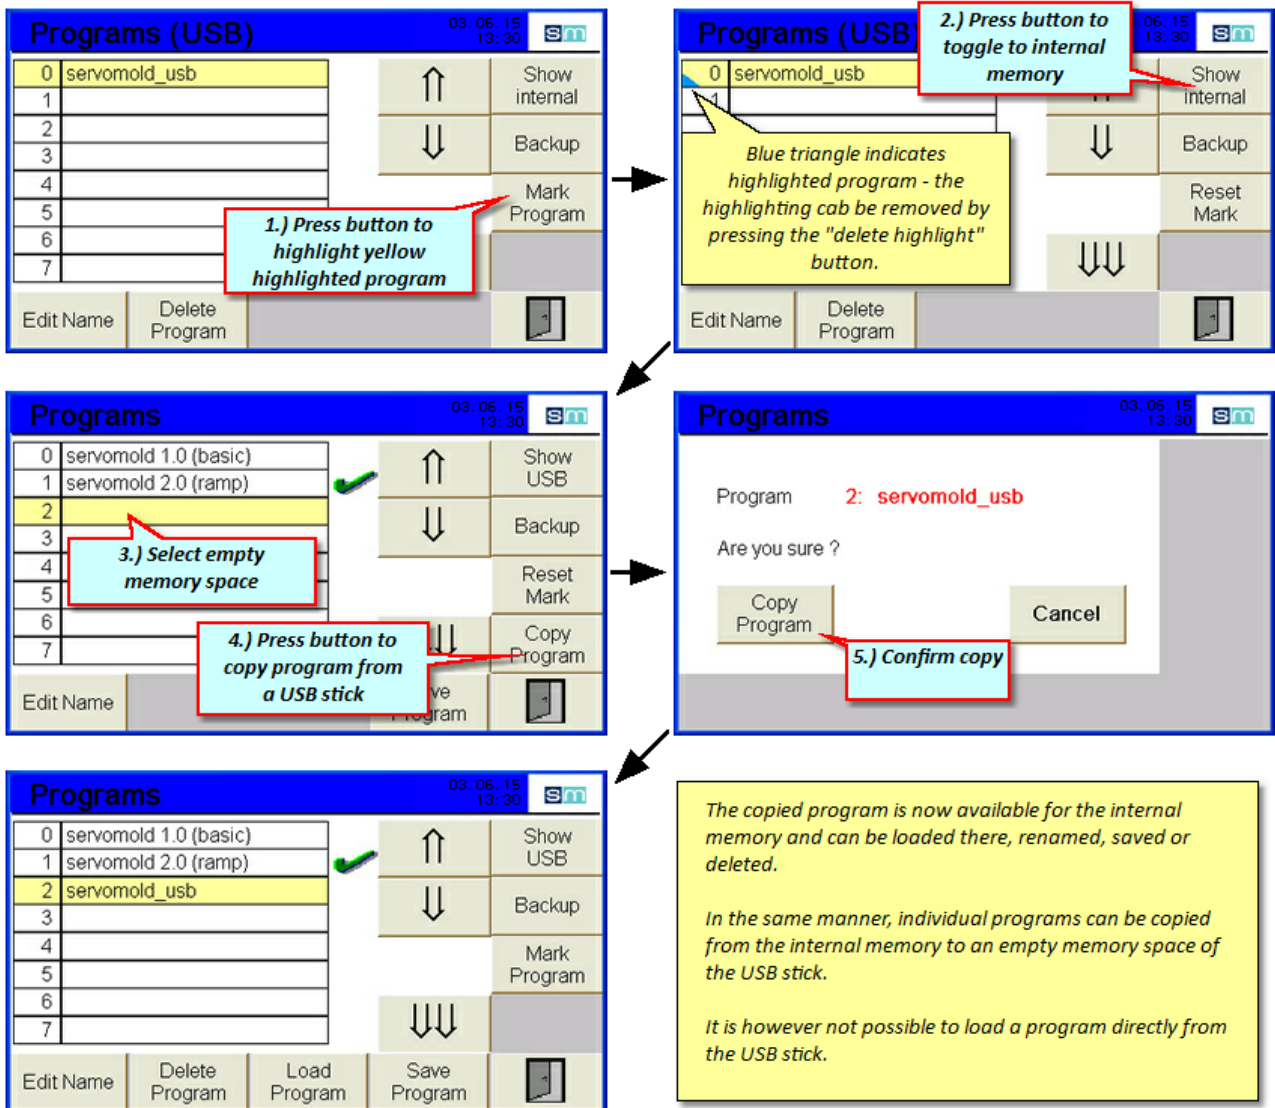 Programs (USB)
03. 06. 15
13: 30
sm
0 servomold_usb
1
2
3
4
5
6
7
Show
internal
Backup
Mark
Program
1.) Press button to
highlight yellow
highlighted program
Edit Name
Delete
Program
Programs (USB
06. 15
13: 30
sm
2.) Press button to
toggle to internal
memory
0 servomold_usb
1
Show
internal
Backup
Reset
Mark
Blue triangle indicates
highlighted program - the
highlighting cab be removed by
pressing the "delete highlight"
button.
Edit Name
Delete
Program
Programs
03. 06. 15
13: 30
sm
0 servomold 1.0 (basic)
1 servomold 2.0 (ramp)
2
3
4
5
6
7
Show
USB
Backup
Reset
Mark
Copy
Program
3.) Select empty
memory space
4.) Press button to
copy program from
a USB stick
Edit Name
ve
gram
Programs
03. 06. 15
13: 30
sm
Program 2: servomold_usb
Are you sure ?
Copy
Program
Cancel
5.) Confirm copy
Programs
03. 06. 15
13: 30
sm
0 servomold 1.0 (basic)
1 servomold 2.0 (ramp)
2 servomold_usb
3
4
5
6
7
Show
USB
Backup
Mark
Program
Edit Name
Delete
Program
Load
Program
Save
Program
The copied program is now available for the internal
memory and can be loaded there, renamed, saved or
deleted.
In the same manner, individual programs can be copied
from the internal memory to an empty memory space of
the USB stick.
It is however not possible to load a program directly from
the USB stick.